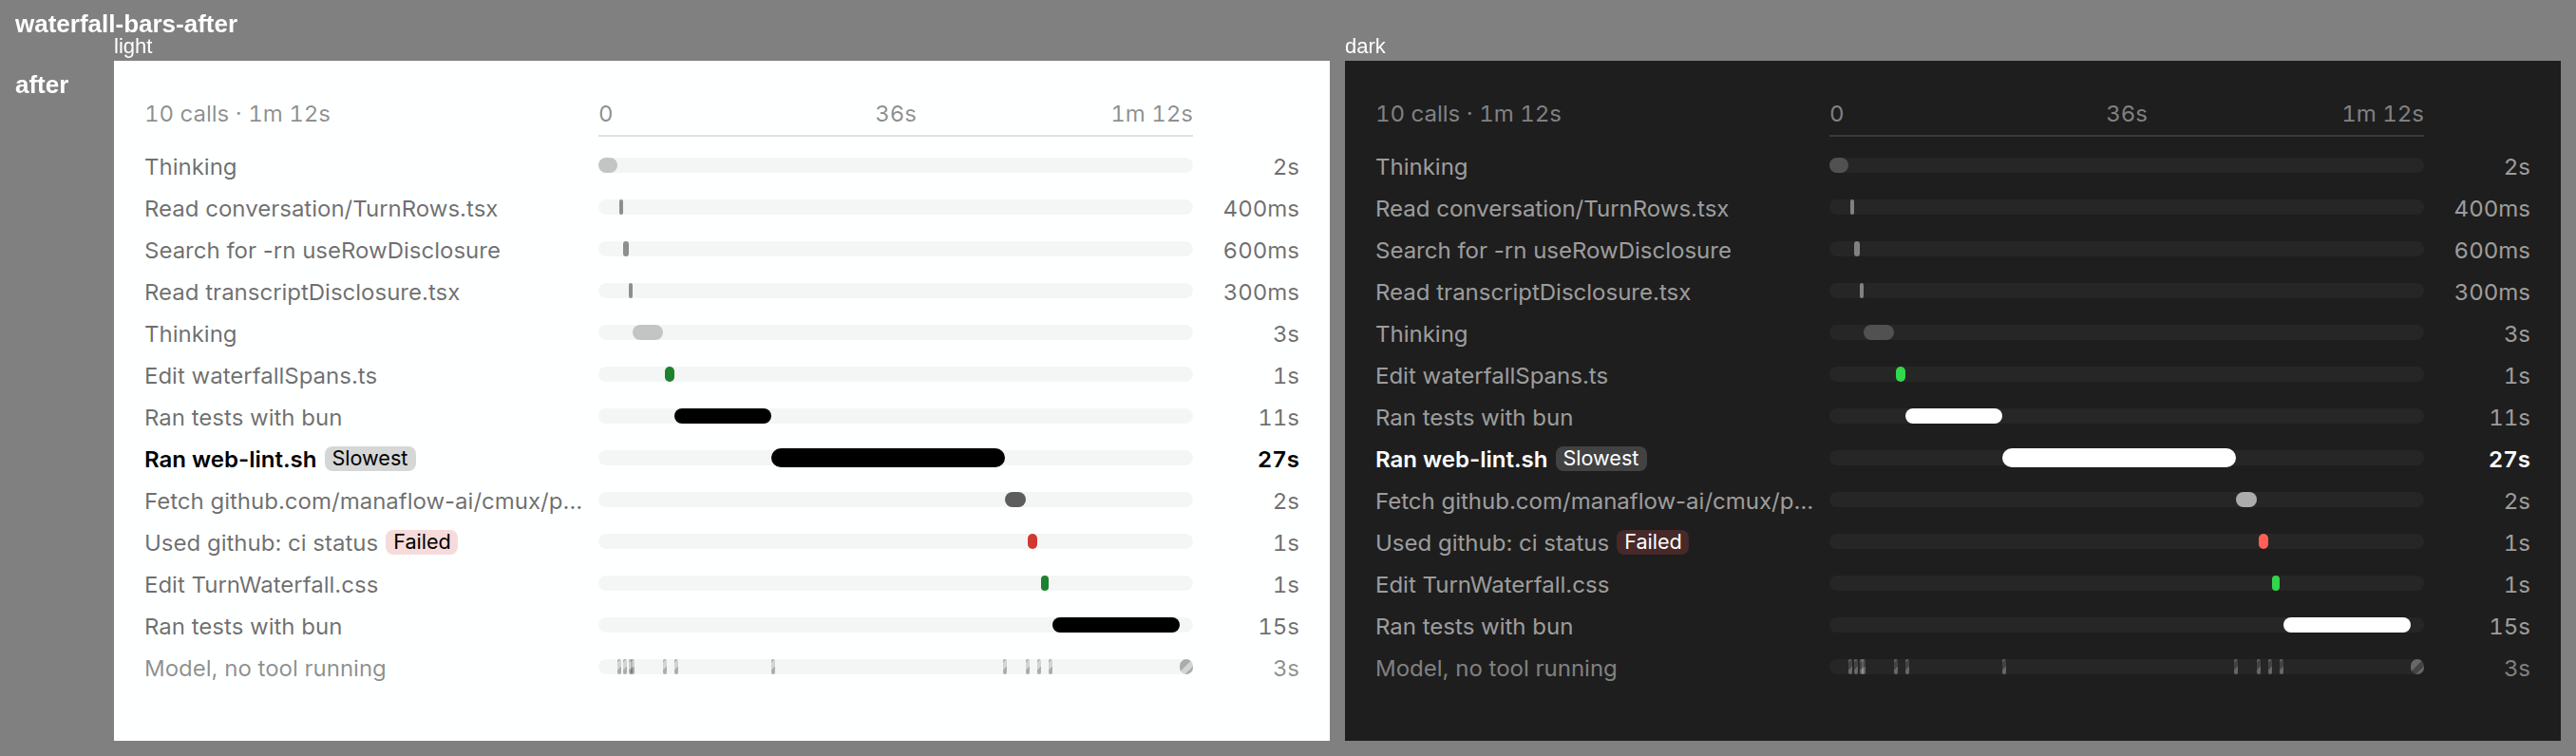 waterfall-bars-after
light
dark
after
10 calls · 1m 12s 0 36s 1m 12s
Thinking 2s
Read conversation/TurnRows.tsx 400ms
Search for -rn useRowDisclosure 600ms
Read transcriptDisclosure.tsx 300ms
Thinking 3s
Edit waterfallSpans.ts 1s
Ran tests with bun 11s
Ran web-lint.sh Slowest 27s
Fetch github.com/manaflow-ai/cmux/p... 2s
Used github: ci status Failed 1s
Edit TurnWaterfall.css 1s
Ran tests with bun 15s
Model, no tool running 3s
10 calls · 1m 12s 0 36s 1m 12s
Thinking 2s
Read conversation/TurnRows.tsx 400ms
Search for -rn useRowDisclosure 600ms
Read transcriptDisclosure.tsx 300ms
Thinking 3s
Edit waterfallSpans.ts 1s
Ran tests with bun 11s
Ran web-lint.sh Slowest 27s
Fetch github.com/manaflow-ai/cmux/p... 2s
Used github: ci status Failed 1s
Edit TurnWaterfall.css 1s
Ran tests with bun 15s
Model, no tool running 3s